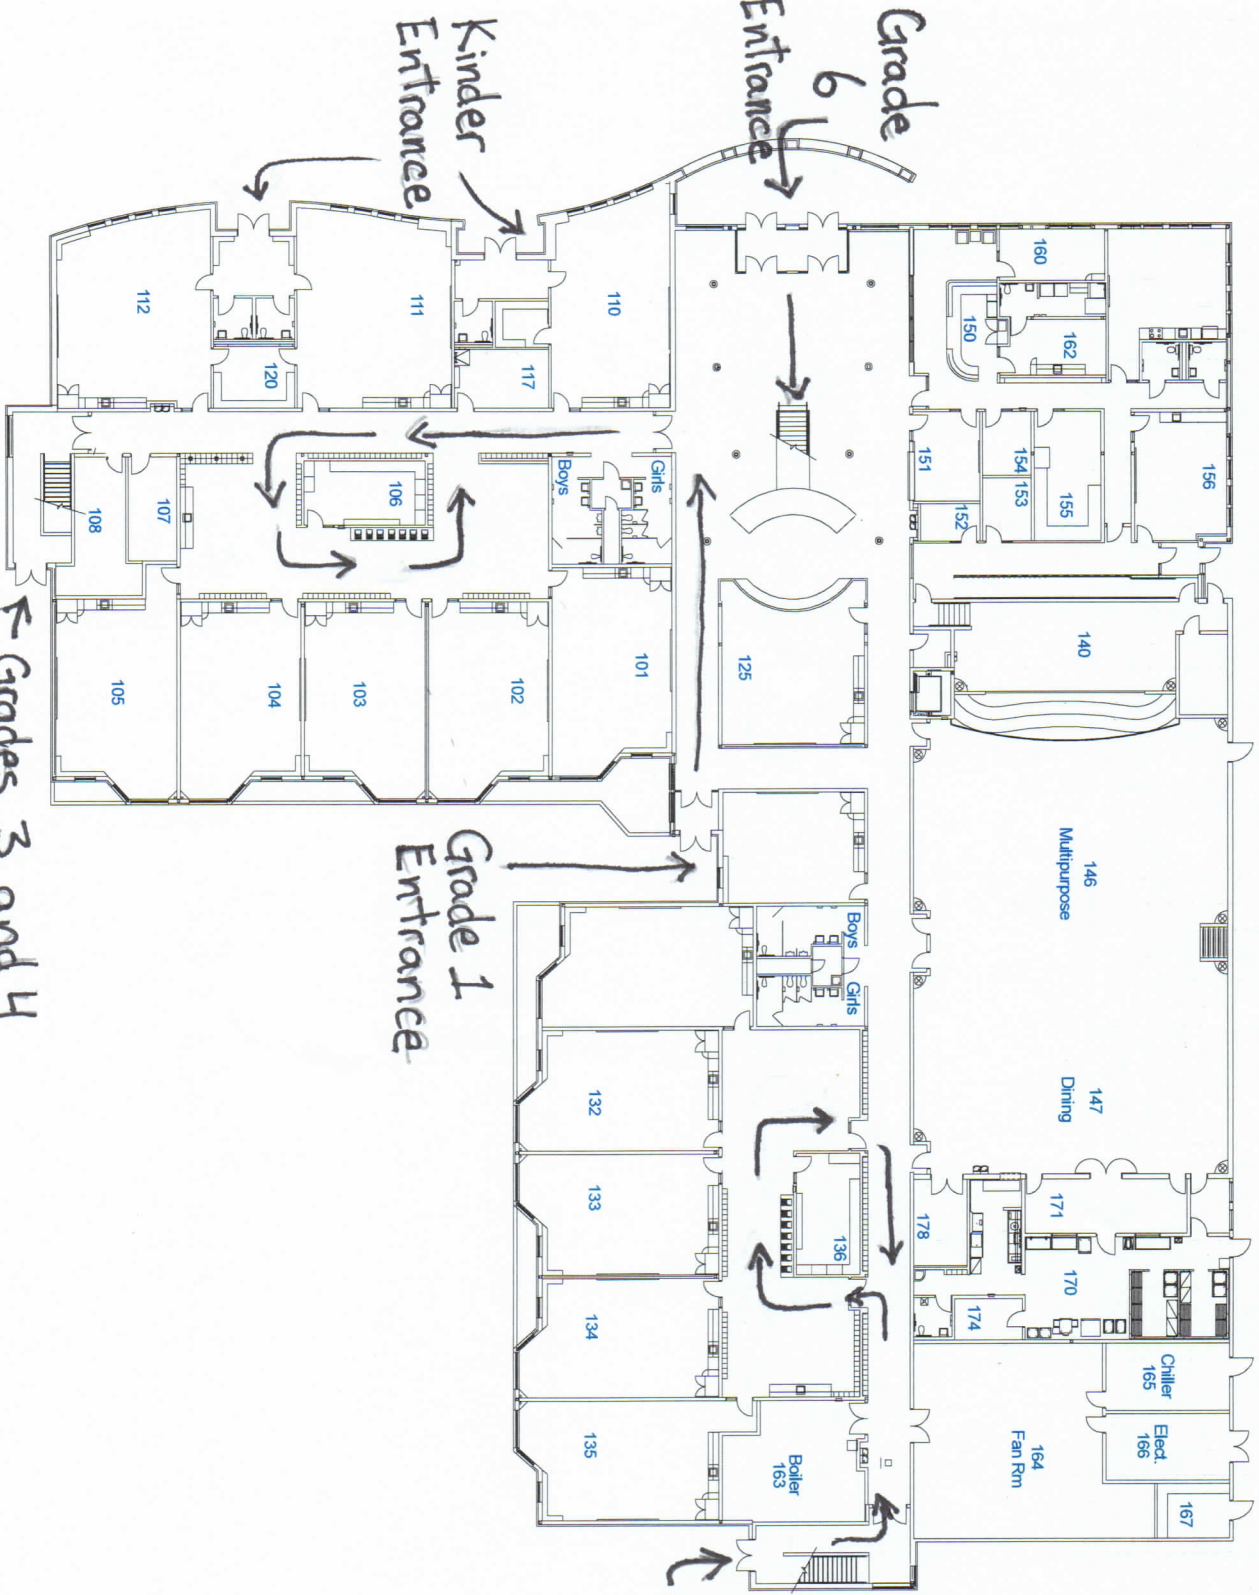 Grade
6
Entrance
Kinder
Entrance
160
150
162
112
111
110
120
117
151
154
153
152
155
156
106
Boys
Girls
107
108
140
125
101
102
103
104
105
Grade 1
Entrance
← Grades 3 and 4
146
Multipurpose
147
Dining
Boys
Girls
132
133
134
135
136
178
171
170
174
Chiller
165
Elect.
166
164
Fan Rm
167
Boiler
163